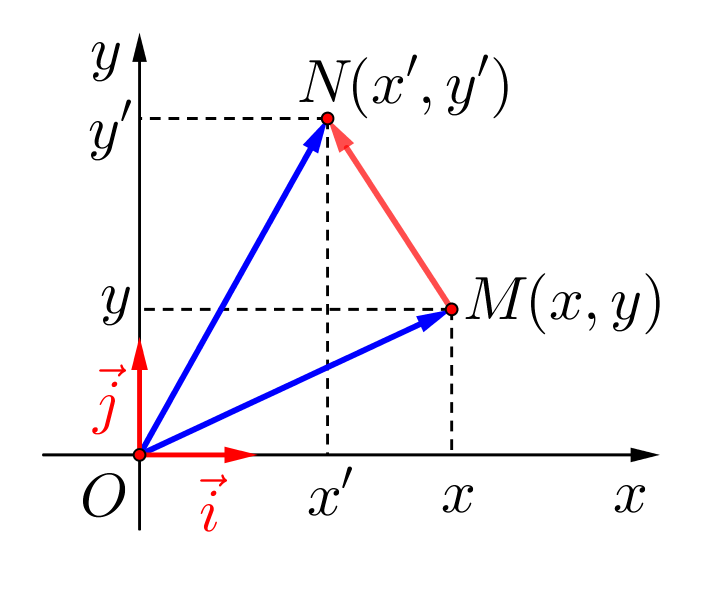 y
N(x′, y′)
y′
y
M(x, y)
j⃗
O
i⃗
x′
x
x